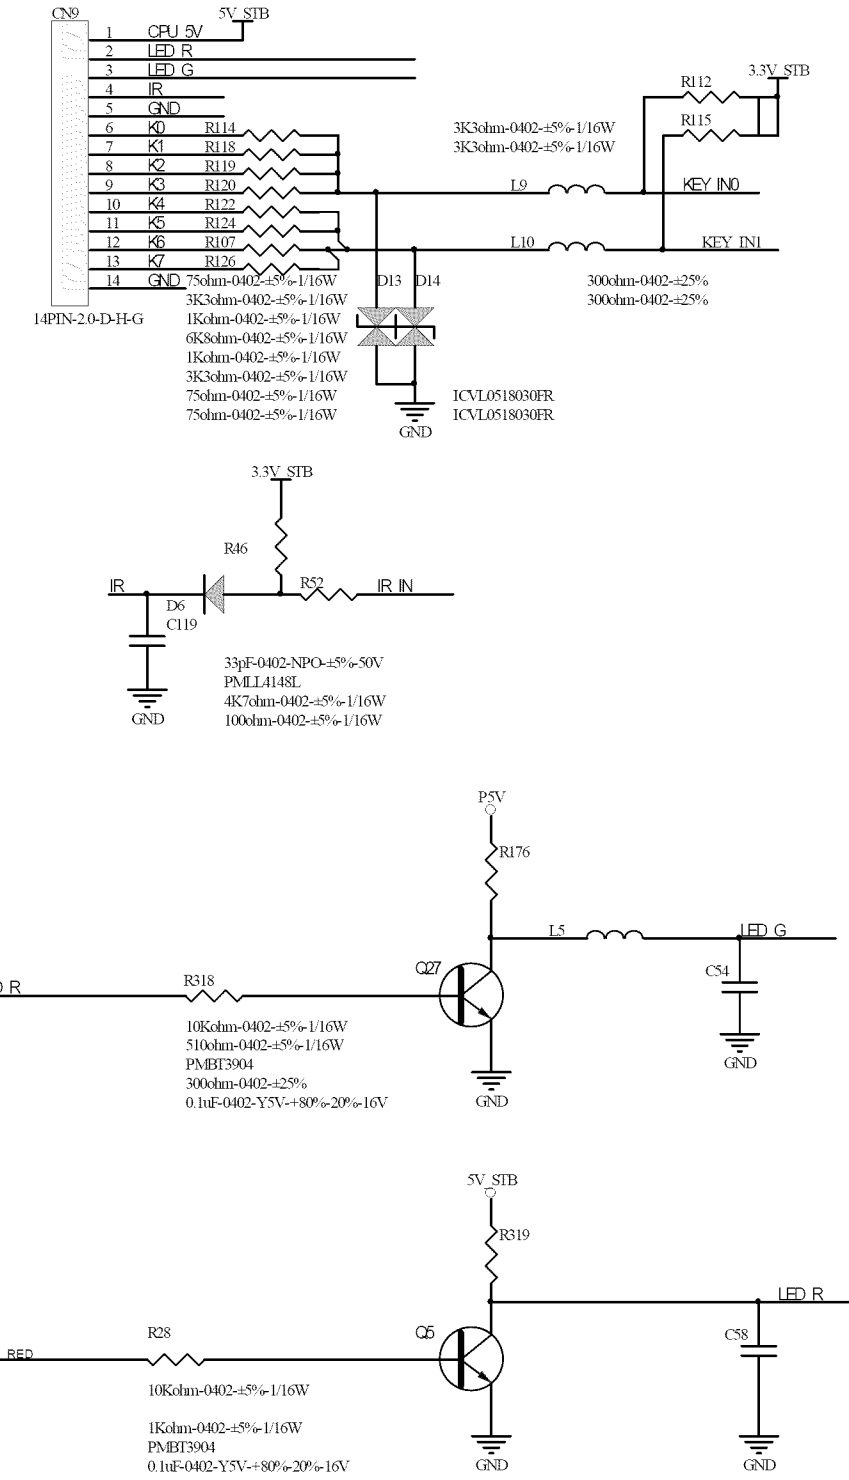 CN9
5V_STB
1 CPU_5V
2 LED_R
3 LED_G
4 IR
5 GND
6 K0 R114
7 K1 R118
8 K2 R119
9 K3 R120
10 K4 R122
11 K5 R124
12 K6 R107
13 K7 R126
14 GND
14PIN-2.0-D-H-G
75ohm-0402-±5%-1/16W
3K3ohm-0402-±5%-1/16W
1Kohm-0402-±5%-1/16W
6K8ohm-0402-±5%-1/16W
1Kohm-0402-±5%-1/16W
3K3ohm-0402-±5%-1/16W
75ohm-0402-±5%-1/16W
75ohm-0402-±5%-1/16W
D13 D14
GND
ICVL0518030FR
ICVL0518030FR
3K3ohm-0402-±5%-1/16W
3K3ohm-0402-±5%-1/16W
R112
R115
3.3V_STB
L9 KEY_IN0
L10 KEY_IN1
300ohm-0402-±25%
300ohm-0402-±25%
3.3V_STB
R46
IR
D6
C119
R52
IR_IN
GND
33pF-0402-NPO-±5%-50V
PMLL4148L
4K7ohm-0402-±5%-1/16W
100ohm-0402-±5%-1/16W
P5V
R176
L5
LED_G
C54
GND
Q27
D_R
R318
10Kohm-0402-±5%-1/16W
510ohm-0402-±5%-1/16W
PMBT3904
300ohm-0402-±25%
0.1uF-0402-Y5V-+80%-20%-16V
GND
5V_STB
R319
LED_R
C58
GND
Q5
RED
R28
10Kohm-0402-±5%-1/16W
1Kohm-0402-±5%-1/16W
PMBT3904
0.1uF-0402-Y5V-+80%-20%-16V
GND